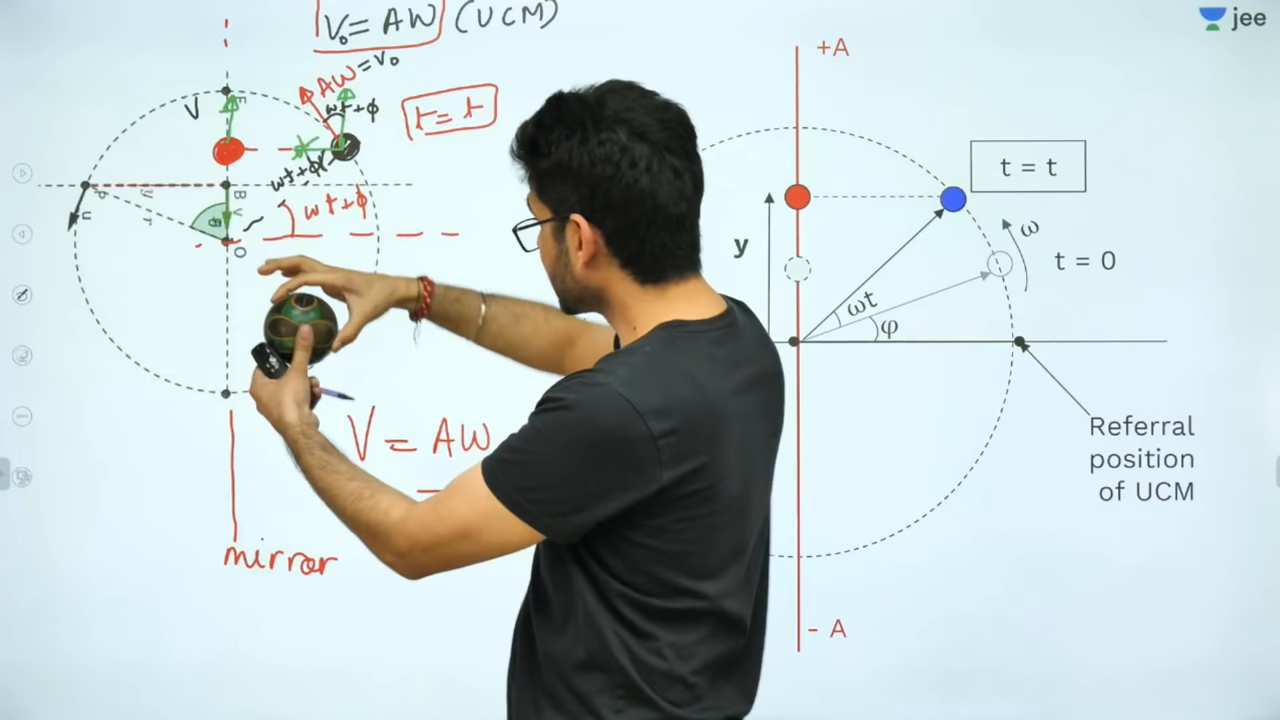 V₀ = AW (UCM)
jee
+A
AW = V₀
V
ωt+φ
t = t
t = t
ωt+φ
ωt+φ
B
V
r
O
y
ω
t = 0
ωt
φ
Referral
position
of UCM
V = AW
mirror
- A